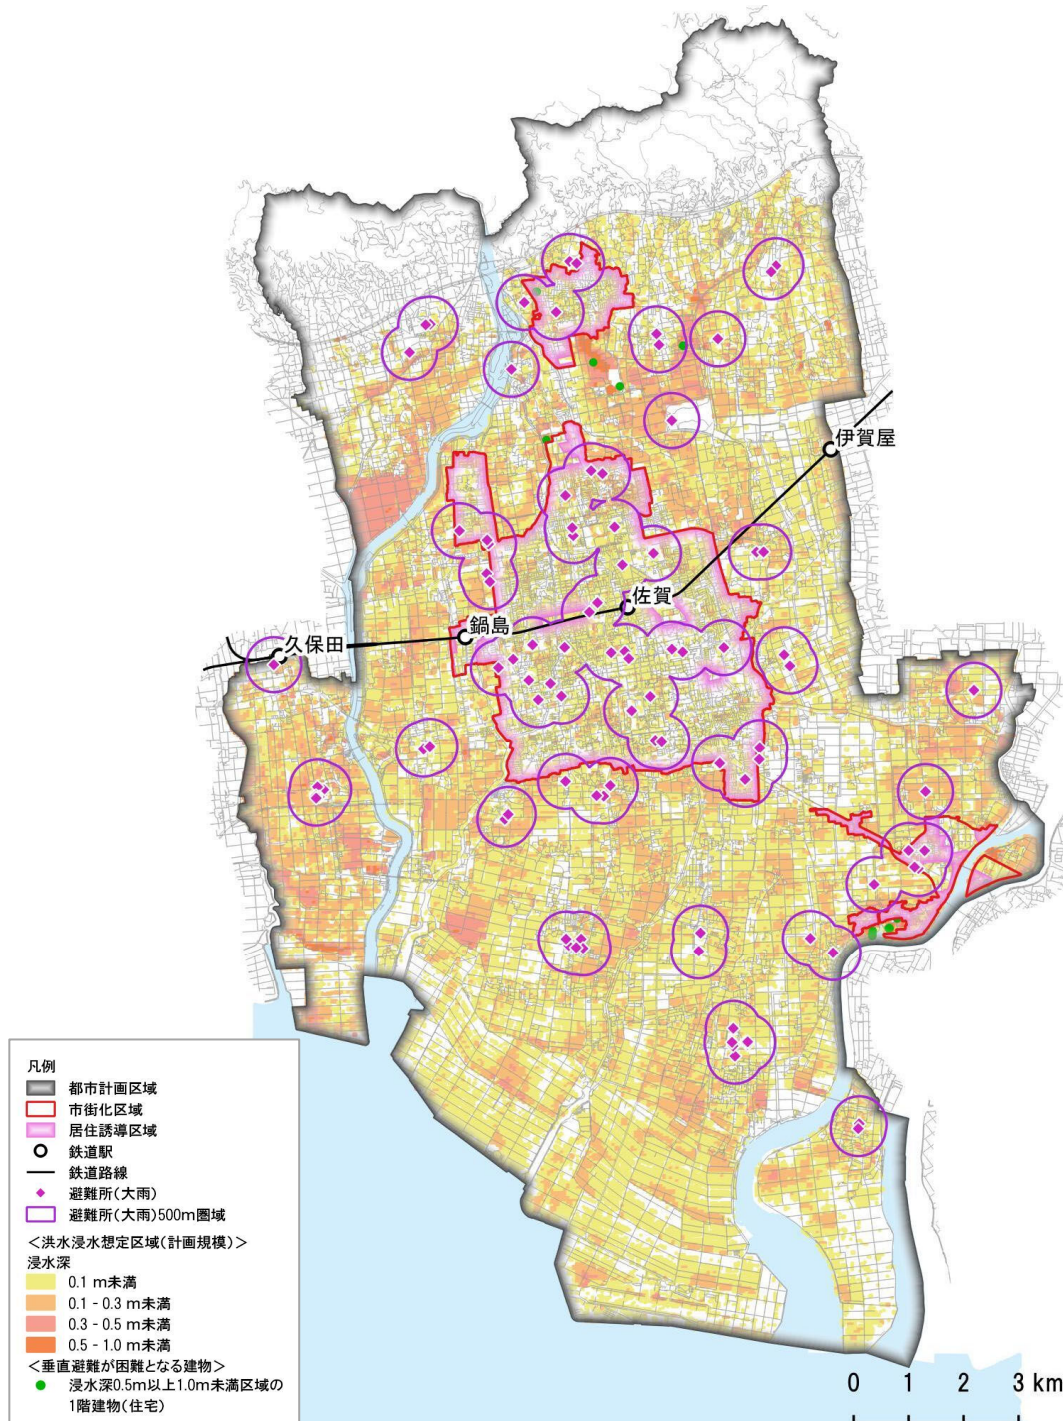 伊賀屋
佐賀
鍋島
久保田
凡例
都市計画区域
市街化区域
居住誘導区域
鉄道駅
鉄道路線
避難所(大雨)
避難所(大雨)500m圏域
<洪水浸水想定区域(計画規模)>
浸水深
0.1 m未満
0.1 - 0.3 m未満
0.3 - 0.5 m未満
0.5 - 1.0 m未満
<垂直避難が困難となる建物>
浸水深0.5m以上1.0m未満区域の
1階建物(住宅)
0 1 2 3 km